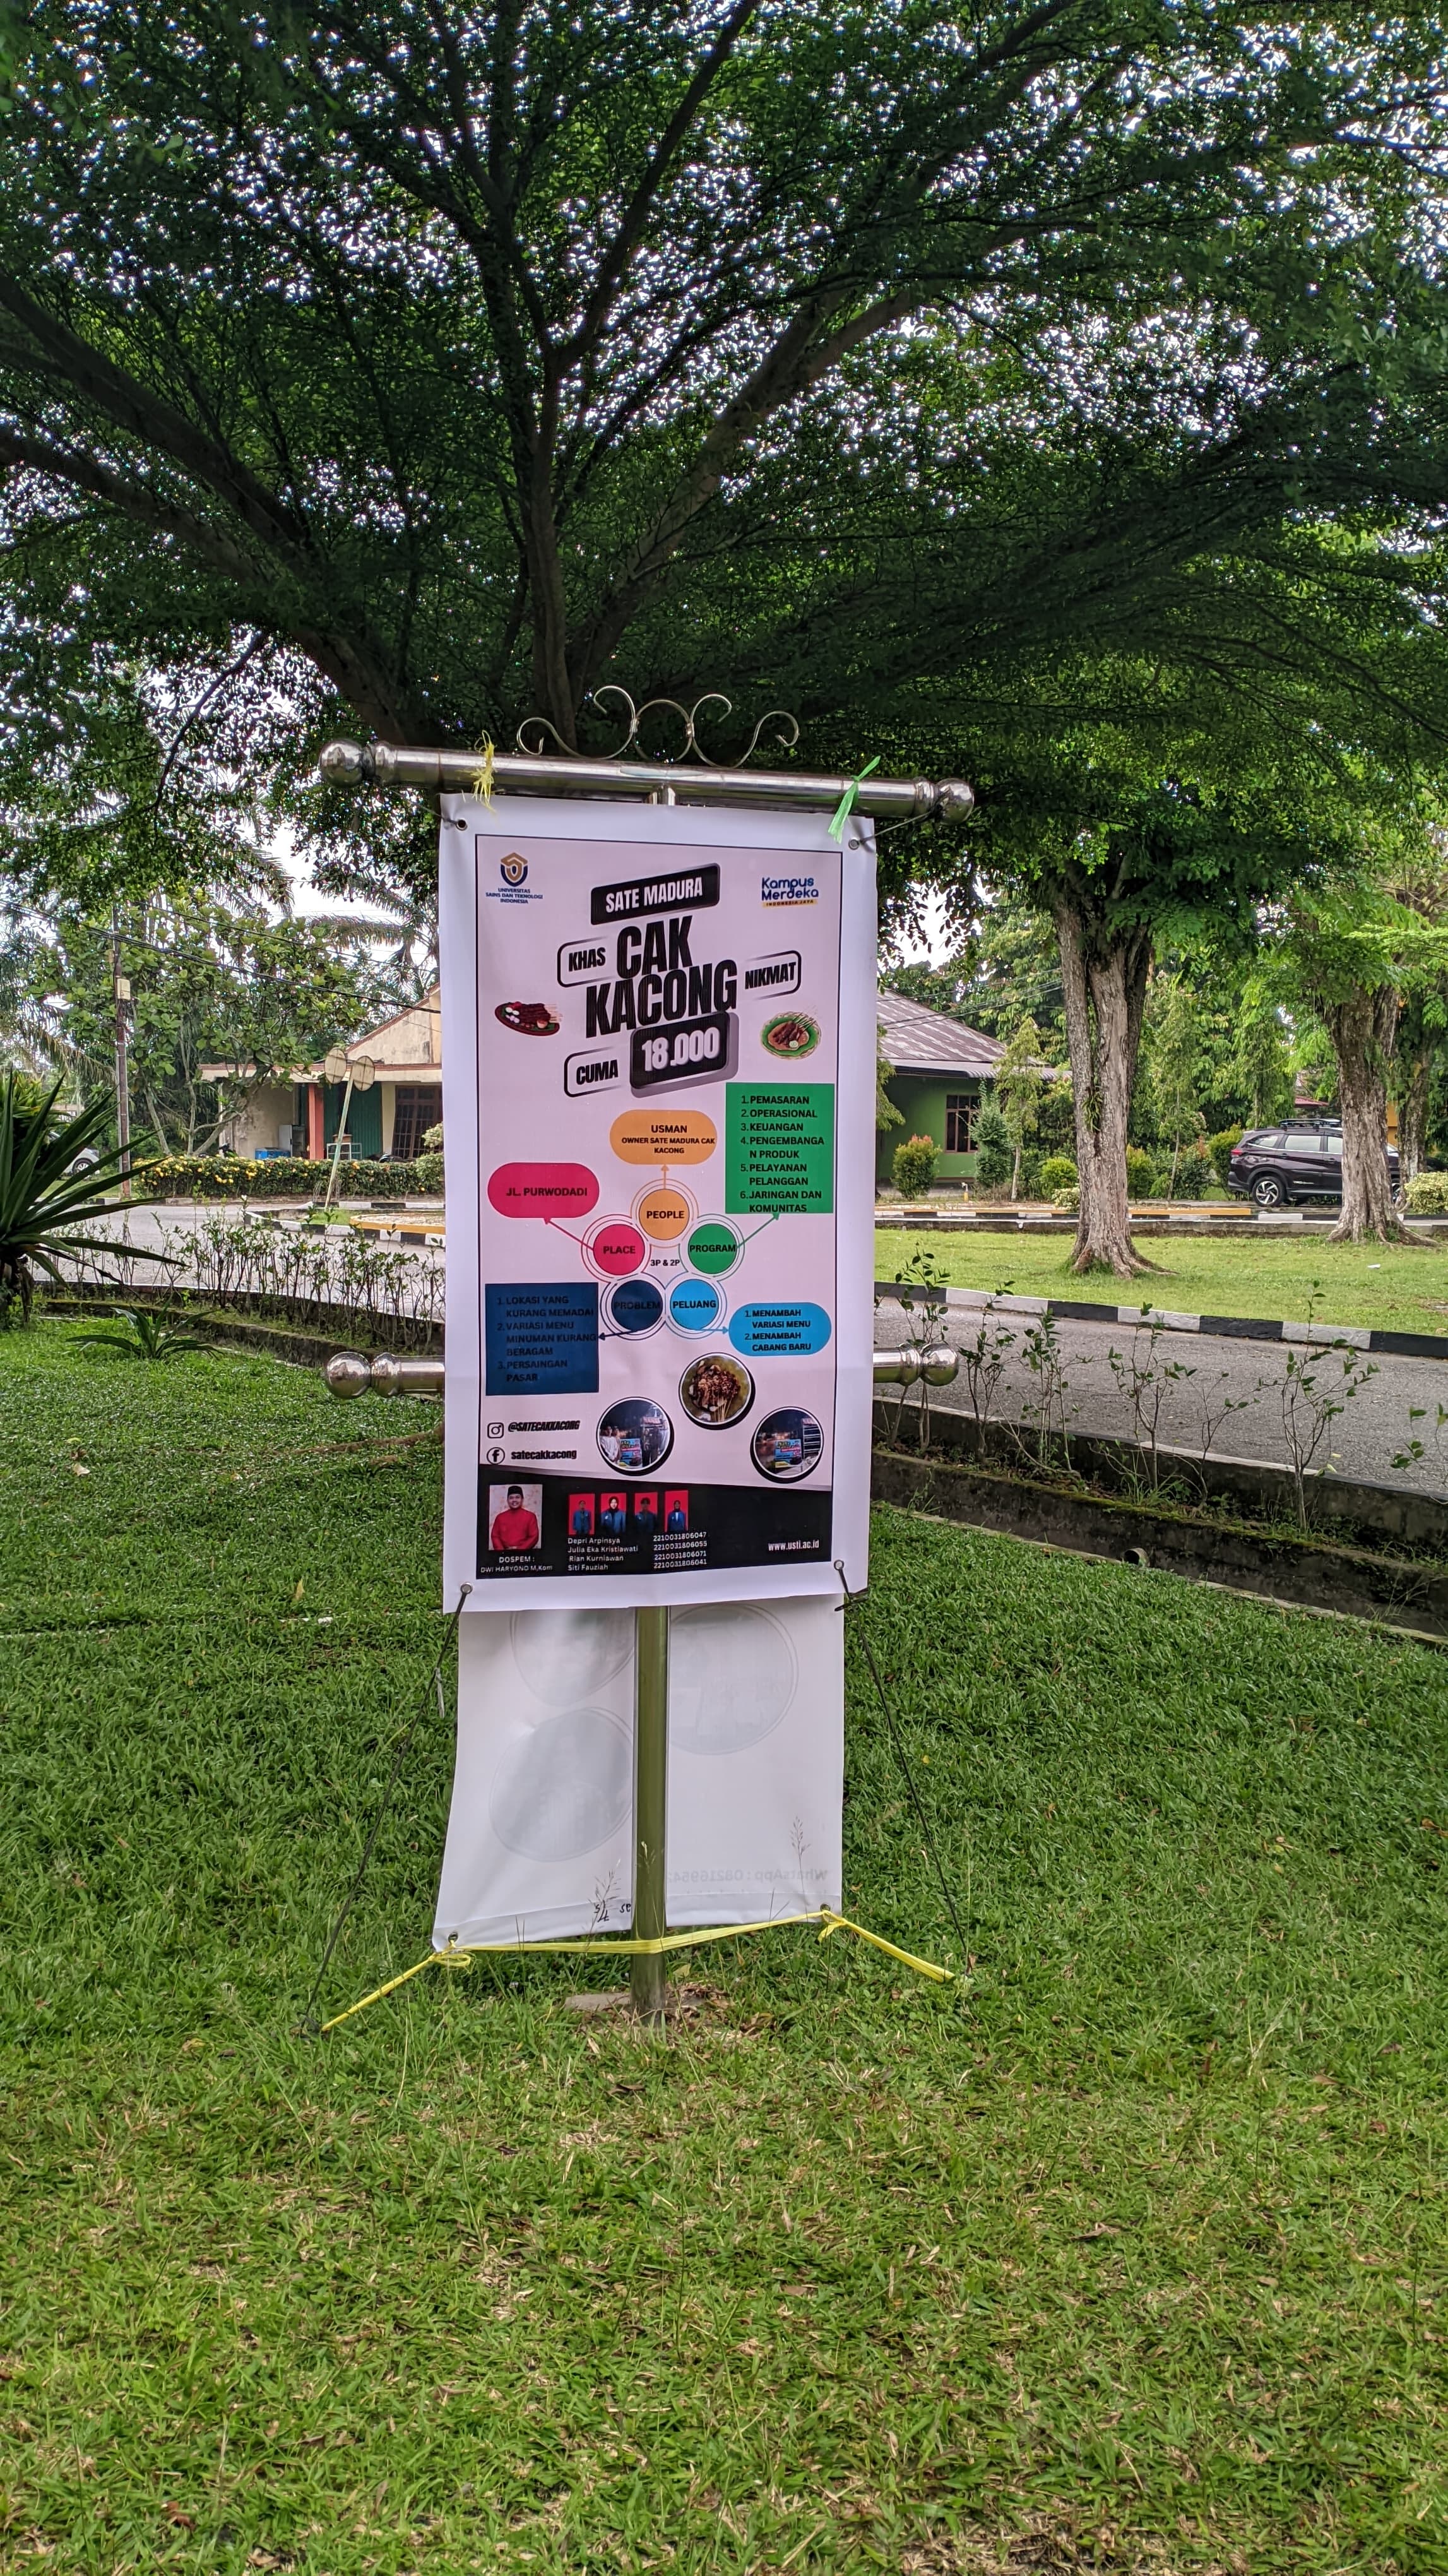 UNIVERSITAS
SAINS DAN TEKNOLOGI
INDONESIA
Kampus
Merdeka
INDONESIA JAYA
SATE MADURA
KHAS
CAK
KACONG
NIKMAT
CUMA
18.000
USMAN
OWNER SATE MADURA CAK
KACONG
1. PEMASARAN
2. OPERASIONAL
3. KEUANGAN
4. PENGEMBANGA
N PRODUK
5. PELAYANAN
PELANGGAN
6. JARINGAN DAN
KOMUNITAS
JL. PURWODADI
PEOPLE
PLACE
PROGRAM
3P & 2P
PROBLEM
PELUANG
1. LOKASI YANG
KURANG MEMADAI
2. VARIASI MENU
MINUMAN KURANG
BERAGAM
3. PERSAINGAN
PASAR
1. MENAMBAH
VARIASI MENU
2. MENAMBAH
CABANG BARU
@SATECAKKACONG
satecakkacong
DOSPEM :
DWI HARYONO M,Kom
Depri Arpinsya 2210031806047
Julia Eka Kristiawati 2210031806055
Rian Kurniawan 2210031806071
Siti Fauziah 2210031806041
www.usti.ac.id